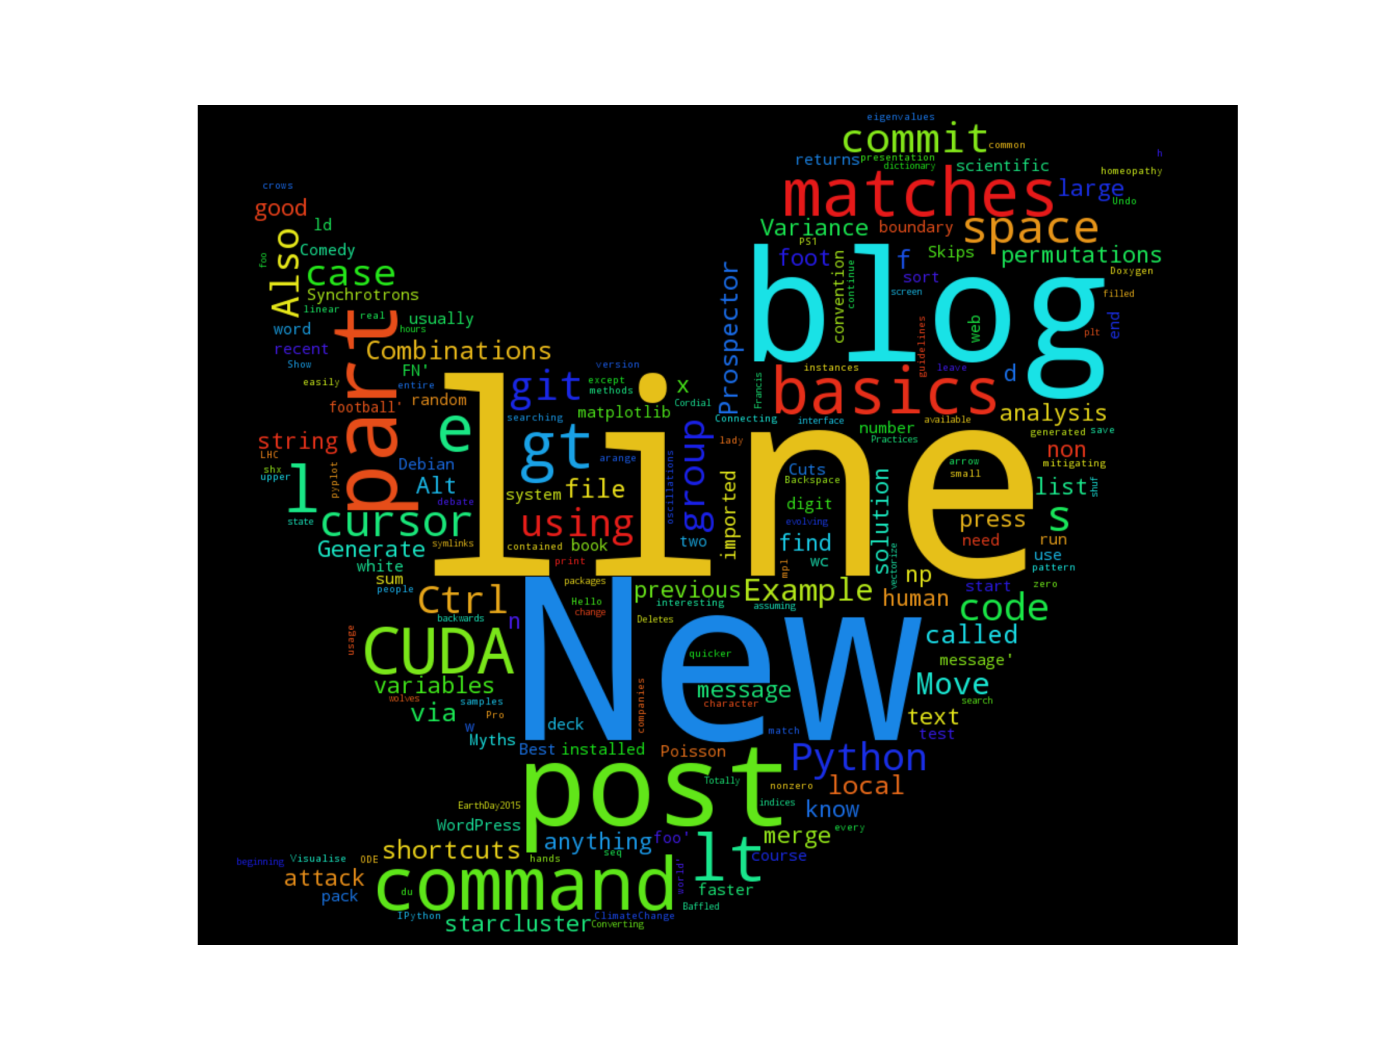 eigenvalues
commit
common
returns
presentation
dictionary
scientific
h
homeopathy
crows
matches
large
Undo
good
ld
Variance
boundary
space
Also
Comedy
PS1
foot
f
Skips
permutations
foo
case
convention
continue
sort
Doxygen
Synchrotrons
Prospector
blog
screen
filled
linear
real
usually
word
hours
guidelines
web
plt
end
part
recent
Combinations
Show
FN'
version
instances
leave
easily
entire
git
except
methods
x
Francis
basics
d
football'
random
matplotlib
Cordial
searching
Connecting
interface
available
analysis
string
e
line
group
lady
number
Practices
generated
save
LHC
gt
arange
non
shx
upper
pyplot
Debian
oscillations
Cuts
arrow
small
mitigating
l
Alt
system
file
imported
Backspace
solution
list
shuf
debate
digit
state
cursor
using
evolving
press
s
Generate
symlinks
contained
book
two
find
need
run
use
white
print
mpl
wc
vectorize
pattern
sum
people
packages
previous
Example
np
start
zero
Ctrl
Hello
change
interesting
assuming
human
code
backwards
n
New
Deletes
usage
CUDA
quicker
called
message'
variables
message
Move
wolves
samples
companies
character
search
via
Pro
w
deck
match
text
test
Myths
Best
installed
Poisson
Python
post
Totally
nonzero
local
EarthDay2015
indices
know
WordPress
anything
foo'
merge
every
beginning
Visualise
ODE
shortcuts
hands
seq
lt
course
attack
command
world'
faster
pack
du
Baffled
IPython
starcluster
ClimateChange
Converting